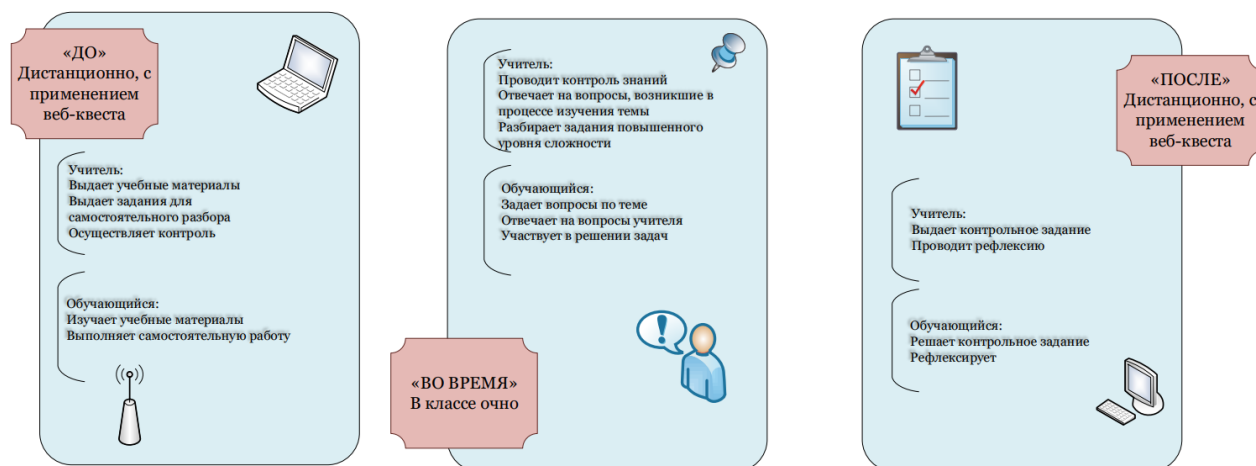 «ДО»
Дистанционно, с
применением
веб-квеста
Учитель:
Выдает учебные материалы
Выдает задания для
самостоятельного разбора
Осуществляет контроль
Обучающийся:
Изучает учебные материалы
Выполняет самостоятельную работу
Учитель:
Проводит контроль знаний
Отвечает на вопросы, возникшие в
процессе изучения темы
Разбирает задания повышенного
уровня сложности
Обучающийся:
Задает вопросы по теме
Отвечает на вопросы учителя
Участвует в решении задач
«ВО ВРЕМЯ»
В классе очно
«ПОСЛЕ»
Дистанционно, с
применением
веб-квеста
Учитель:
Выдает контрольное задание
Проводит рефлексию
Обучающийся:
Решает контрольное задание
Рефлексирует